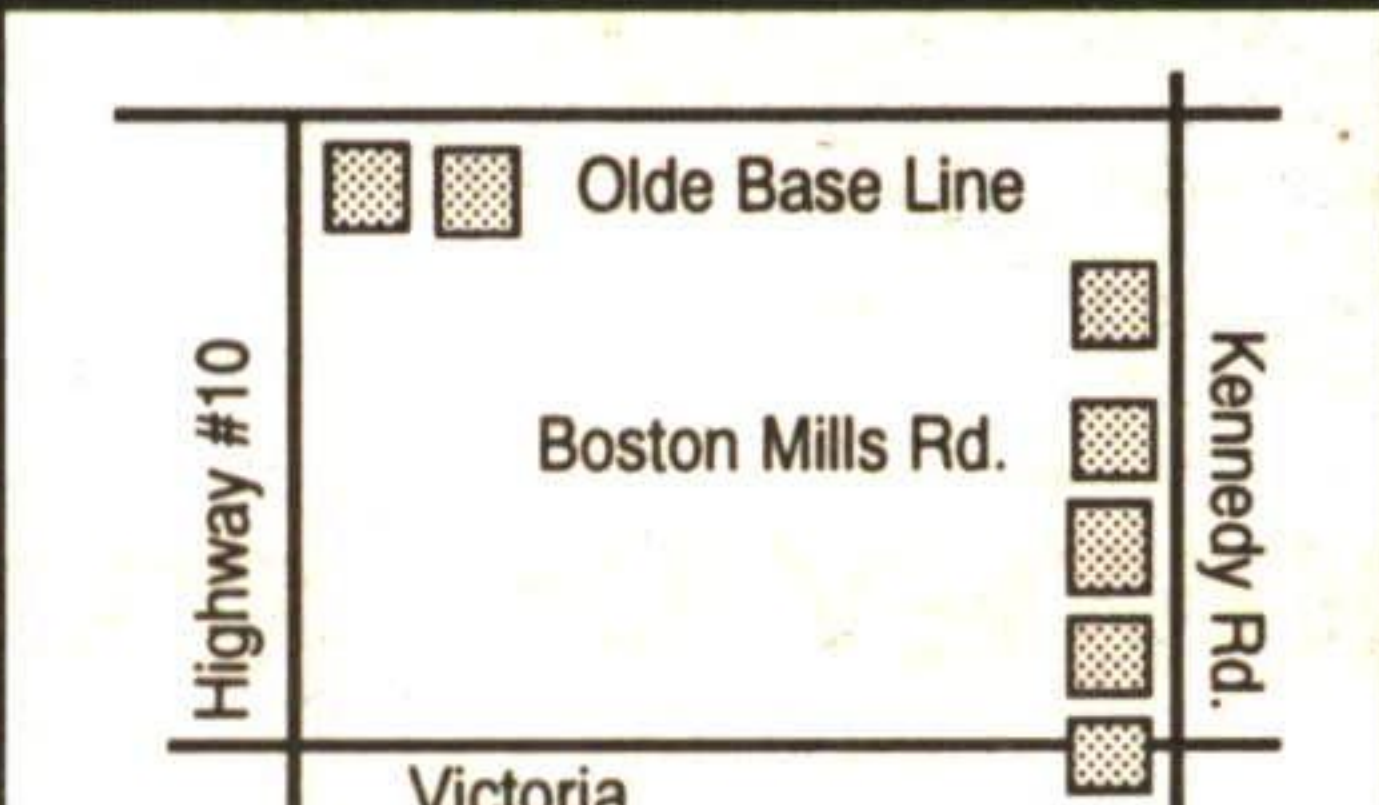 Olde Base Line
Highway #10
Boston Mills Rd.
Kennedy Rd.
Victoria